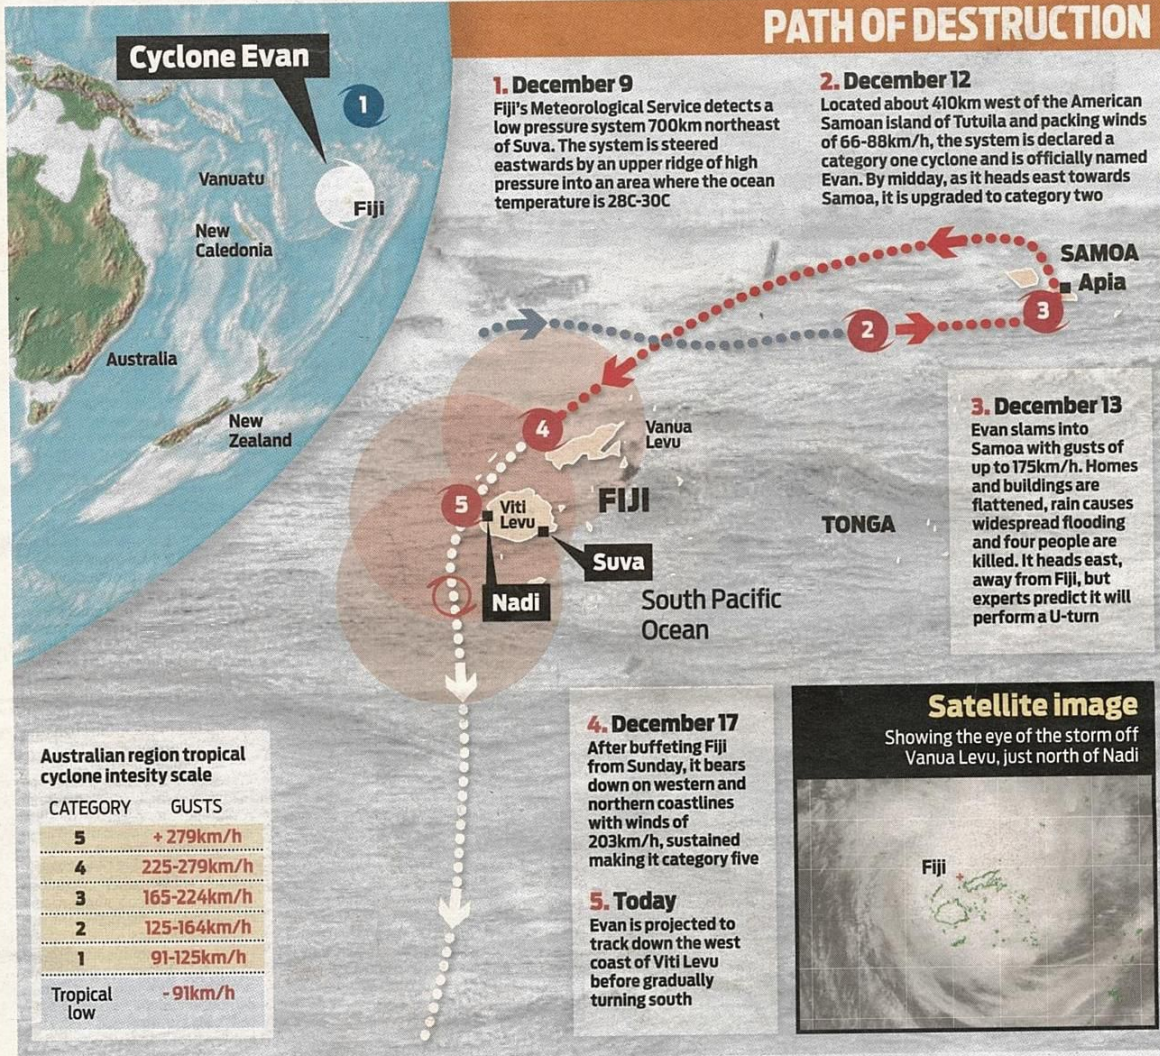 PATH OF DESTRUCTION
Cyclone Evan
1
Vanuatu
Fiji
New
Caledonia
Australia
New
Zealand
1. December 9
Fiji's Meteorological Service detects a
low pressure system 700km northeast
of Suva. The system is steered
eastwards by an upper ridge of high
pressure into an area where the ocean
temperature is 28C-30C
2. December 12
Located about 410km west of the American
Samoan island of Tutuila and packing winds
of 66-88km/h, the system is declared a
category one cyclone and is officially named
Evan. By midday, as it heads east towards
Samoa, it is upgraded to category two
SAMOA
Apia
3
2
4
Vanua
Levu
5
Viti
Levu
FIJI
TONGA
Suva
Nadi
South Pacific
Ocean
3. December 13
Evan slams into
Samoa with gusts of
up to 175km/h. Homes
and buildings are
flattened, rain causes
widespread flooding
and four people are
killed. It heads east,
away from Fiji, but
experts predict it will
perform a U-turn
4. December 17
After buffeting Fiji
from Sunday, it bears
down on western and
northern coastlines
with winds of
203km/h, sustained
making it category five
5. Today
Evan is projected to
track down the west
coast of Viti Levu
before gradually
turning south
Satellite image
Showing the eye of the storm off
Vanua Levu, just north of Nadi
Fiji
Australian region tropical
cyclone intesity scale
CATEGORY GUSTS
5 + 279km/h
4 225-279km/h
3 165-224km/h
2 125-164km/h
1 91-125km/h
Tropical
low - 91km/h